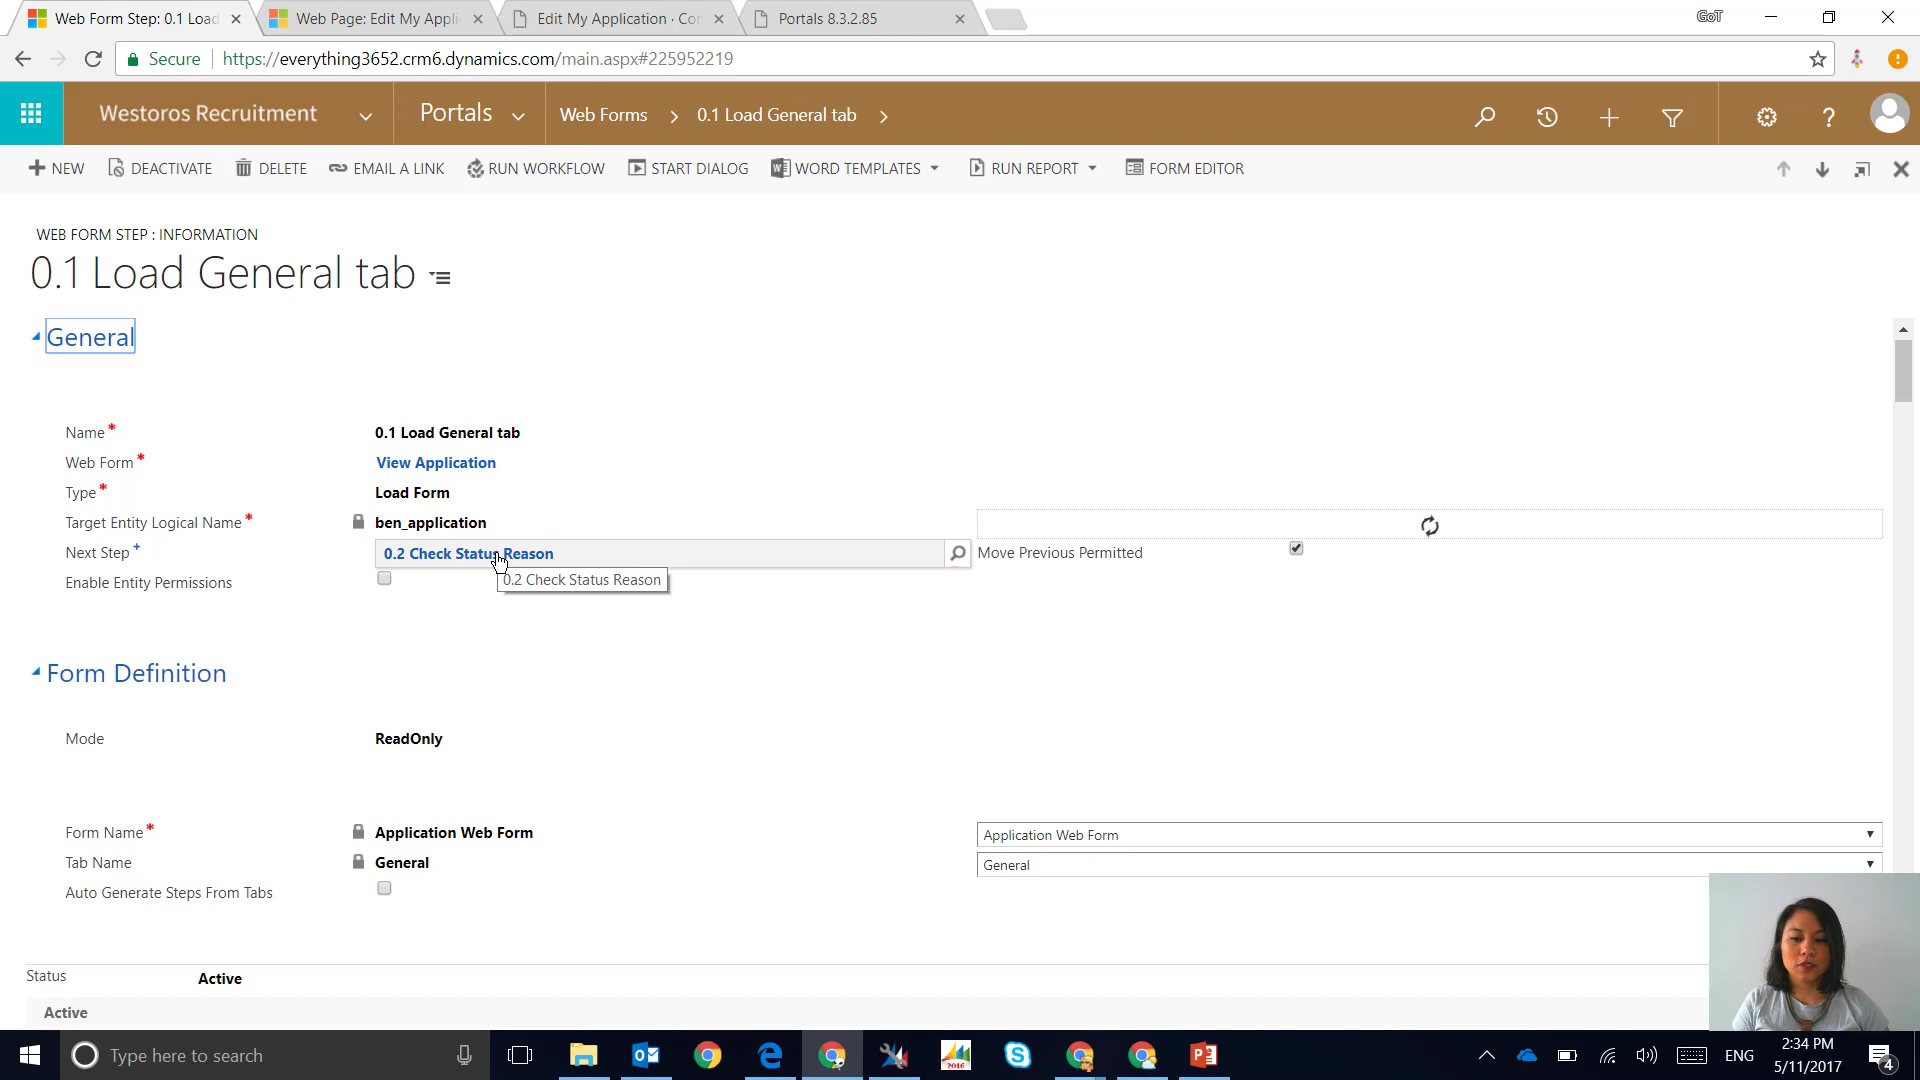 Web Form Step: 0.1 Load
Web Page: Edit My Appli
Edit My Application · Co
Portals 8.3.2.85
GoT
Secure
https://everything3652.crm6.dynamics.com/main.aspx#225952219
Westoros Recruitment
Portals
Web Forms
0.1 Load General tab
NEW
DEACTIVATE
DELETE
EMAIL A LINK
RUN WORKFLOW
START DIALOG
WORD TEMPLATES
RUN REPORT
FORM EDITOR
WEB FORM STEP : INFORMATION
0.1 Load General tab
General
Name*
0.1 Load General tab
Web Form*
View Application
Type*
Load Form
Target Entity Logical Name*
ben_application
Next Step+
0.2 Check Status Reason
Move Previous Permitted
0.2 Check Status Reason
Enable Entity Permissions
Form Definition
Mode
ReadOnly
Form Name*
Application Web Form
Application Web Form
Tab Name
General
General
Auto Generate Steps From Tabs
Status
Active
Active
Type here to search
2016
ENG
2:34 PM
5/11/2017
4